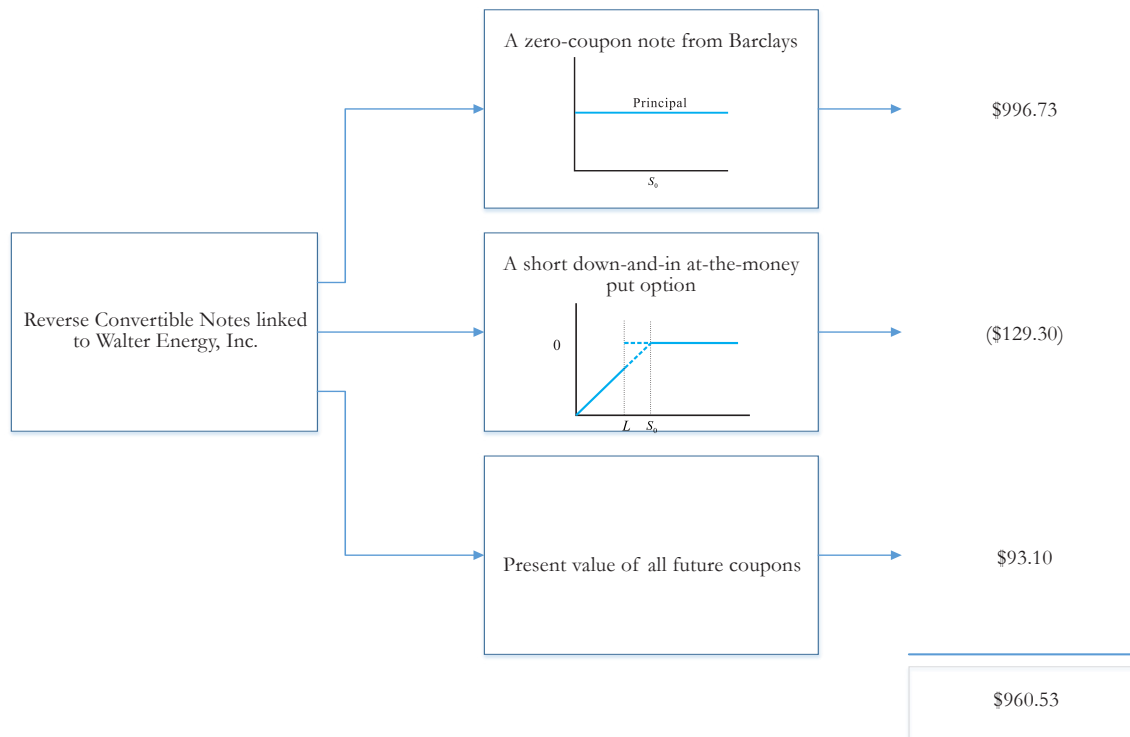 A zero-coupon note from Barclays
Principal
S₀
$996.73
Reverse Convertible Notes linked
to Walter Energy, Inc.
A short down-and-in at-the-money
put option
0
L S₀
($129.30)
Present value of all future coupons
$93.10
$960.53